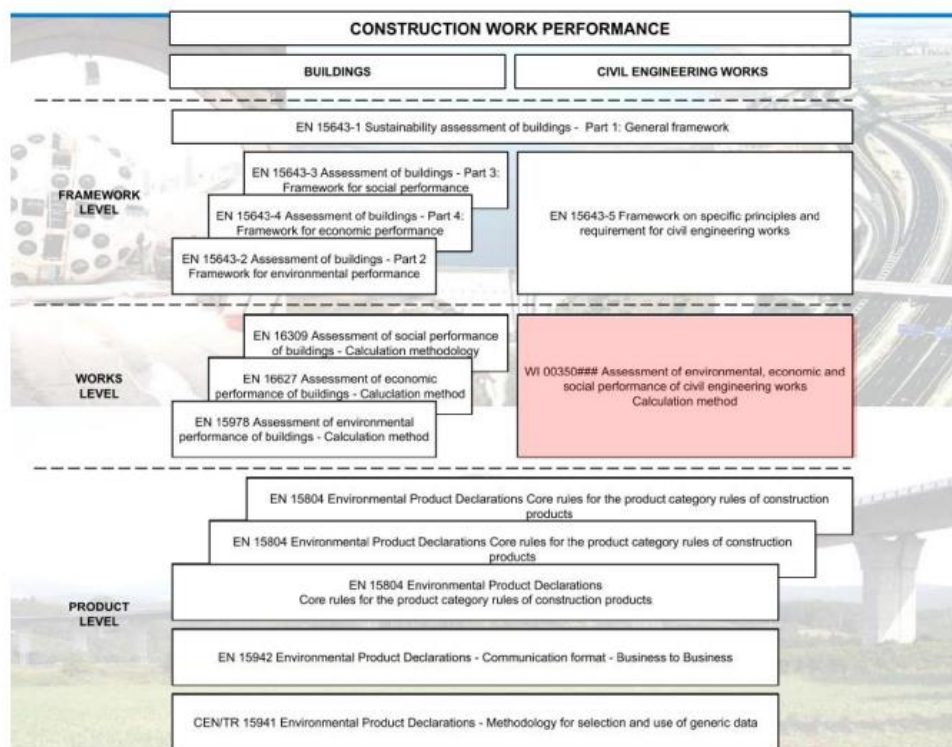 CONSTRUCTION WORK PERFORMANCE
BUILDINGS
CIVIL ENGINEERING WORKS
EN 15643-1 Sustainability assessment of buildings - Part 1: General framework
FRAMEWORK
LEVEL
EN 15643-3 Assessment of buildings - Part 3:
Framework for social performance
EN 15643-4 Assessment of buildings - Part 4:
Framework for economic performance
EN 15643-2 Assessment of buildings - Part 2
Framework for environmental performance
EN 15643-5 Framework on specific principles and
requirement for civil engineering works
WORKS
LEVEL
EN 16309 Assessment of social performance
of buildings - Calculation methodology
EN 16627 Assessment of economic
performance of buildings - Caluclation method
EN 15978 Assessment of environmental
performance of buildings - Calculation method
WI 00350### Assessment of environmental, economic and
social performance of civil engineering works
Calculation method
PRODUCT
LEVEL
EN 15804 Environmental Product Declarations Core rules for the product category rules of construction
products
EN 15804 Environmental Product Declarations Core rules for the product category rules of construction
products
EN 15804 Environmental Product Declarations
Core rules for the product category rules of construction products
EN 15942 Environmental Product Declarations - Communication format - Business to Business
CEN/TR 15941 Environmental Product Declarations - Methodology for selection and use of generic data